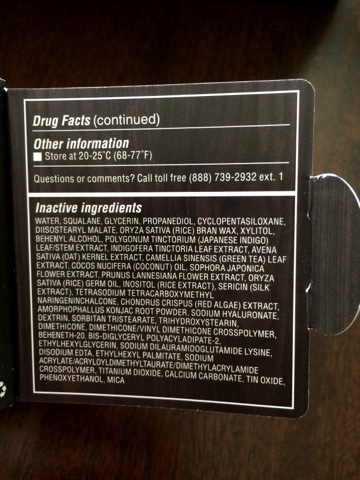 Drug Facts (continued)
Other information
Store at 20-25°C (68-77°F)
Questions or comments? Call toll free (888) 739-2932 ext. 1
Inactive ingredients
WATER, SQUALANE, GLYCERIN, PROPANEDIOL, CYCLOPENTASILOXANE,
DIISOSTEARYL MALATE, ORYZA SATIVA (RICE) BRAN WAX, XYLITOL,
BEHENYL ALCOHOL, POLYGONUM TINCTORIUM (JAPANESE INDIGO)
LEAF/STEM EXTRACT, INDIGOFERA TINCTORIA LEAF EXTRACT, AVENA
SATIVA (OAT) KERNEL EXTRACT, CAMELLIA SINENSIS (GREEN TEA) LEAF
EXTRACT, COCOS NUCIFERA (COCONUT) OIL, SOPHORA JAPONICA
FLOWER EXTRACT, PRUNUS LANNESIANA FLOWER EXTRACT, ORYZA
SATIVA (RICE) GERM OIL, INOSITOL (RICE EXTRACT), SERICIN (SILK
EXTRACT), TETRASODIUM TETRACARBOXYMETHYL
NARINGENINCHALCONE, CHONDRUS CRISPUS (RED ALGAE) EXTRACT,
AMORPHOPHALLUS KONJAC ROOT POWDER, SODIUM HYALURONATE,
DEXTRIN, SORBITAN TRISTEARATE, TRIHYDROXYSTEARIN,
DIMETHICONE, DIMETHICONE/VINYL DIMETHICONE CROSSPOLYMER,
BEHENETH-20, BIS-DIGLYCERYL POLYACYLADIPATE-2,
ETHYLHEXYLGLYCERIN, SODIUM DILAURAMIDOGLUTAMIDE LYSINE,
DISODIUM EDTA, ETHYLHEXYL PALMITATE, SODIUM
ACRYLATE/ACRYLOYLDIMETHYLTAURATE/DIMETHYLACRYLAMIDE
CROSSPOLYMER, TITANIUM DIOXIDE, CALCIUM CARBONATE, TIN OXIDE,
PHENOXYETHANOL, MICA